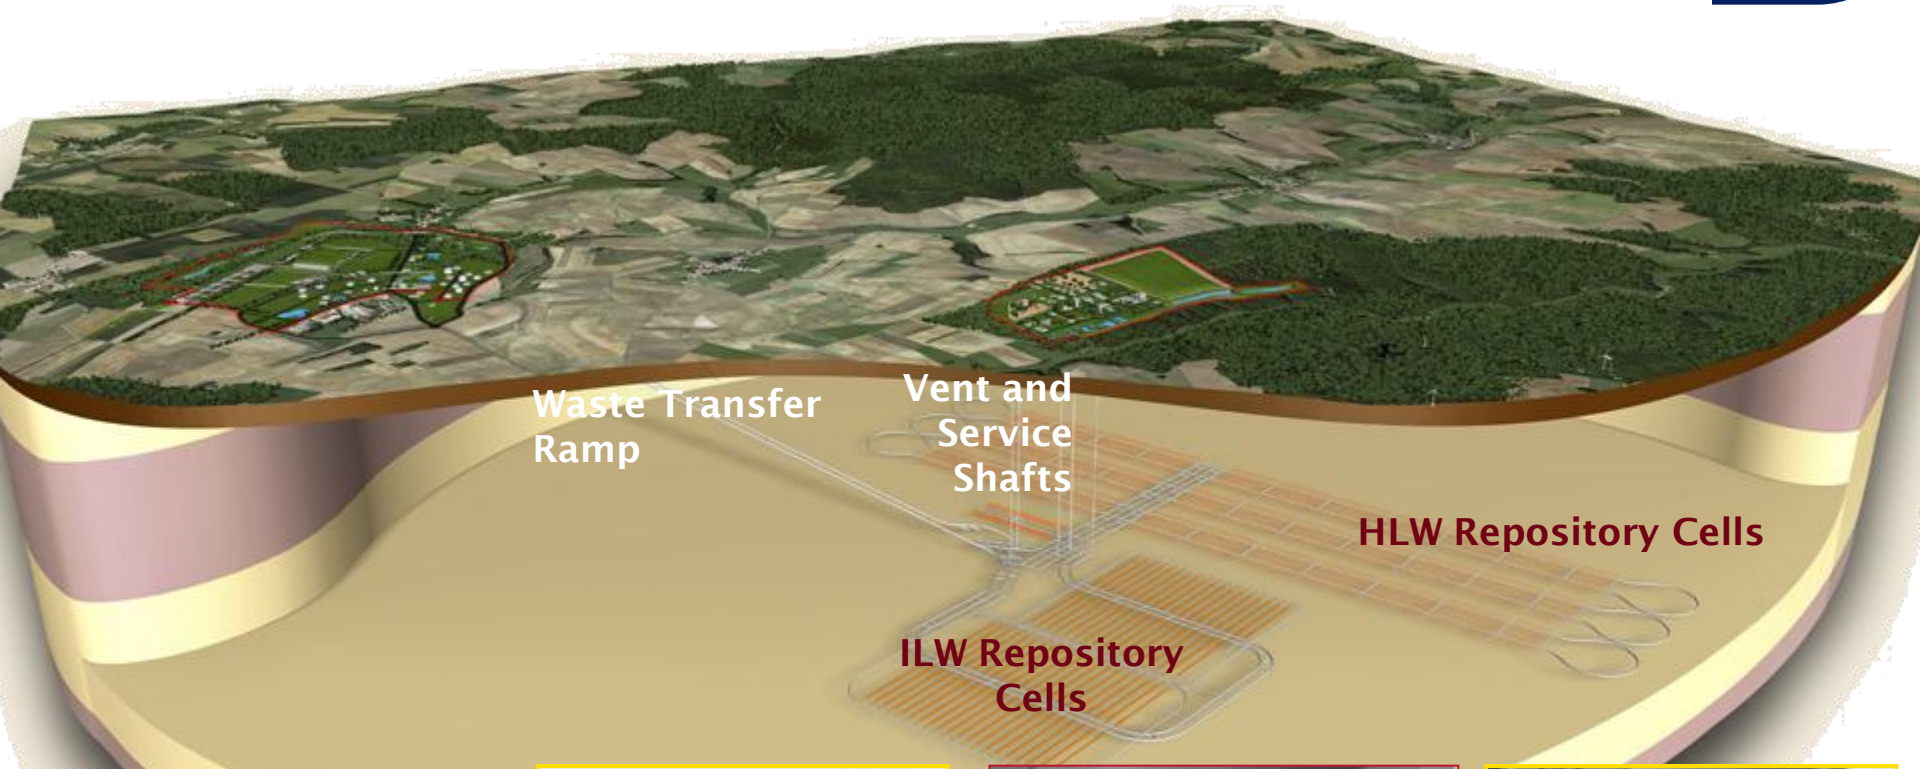 Waste Transfer
Ramp
Vent and
Service
Shafts
HLW Repository Cells
ILW Repository
Cells